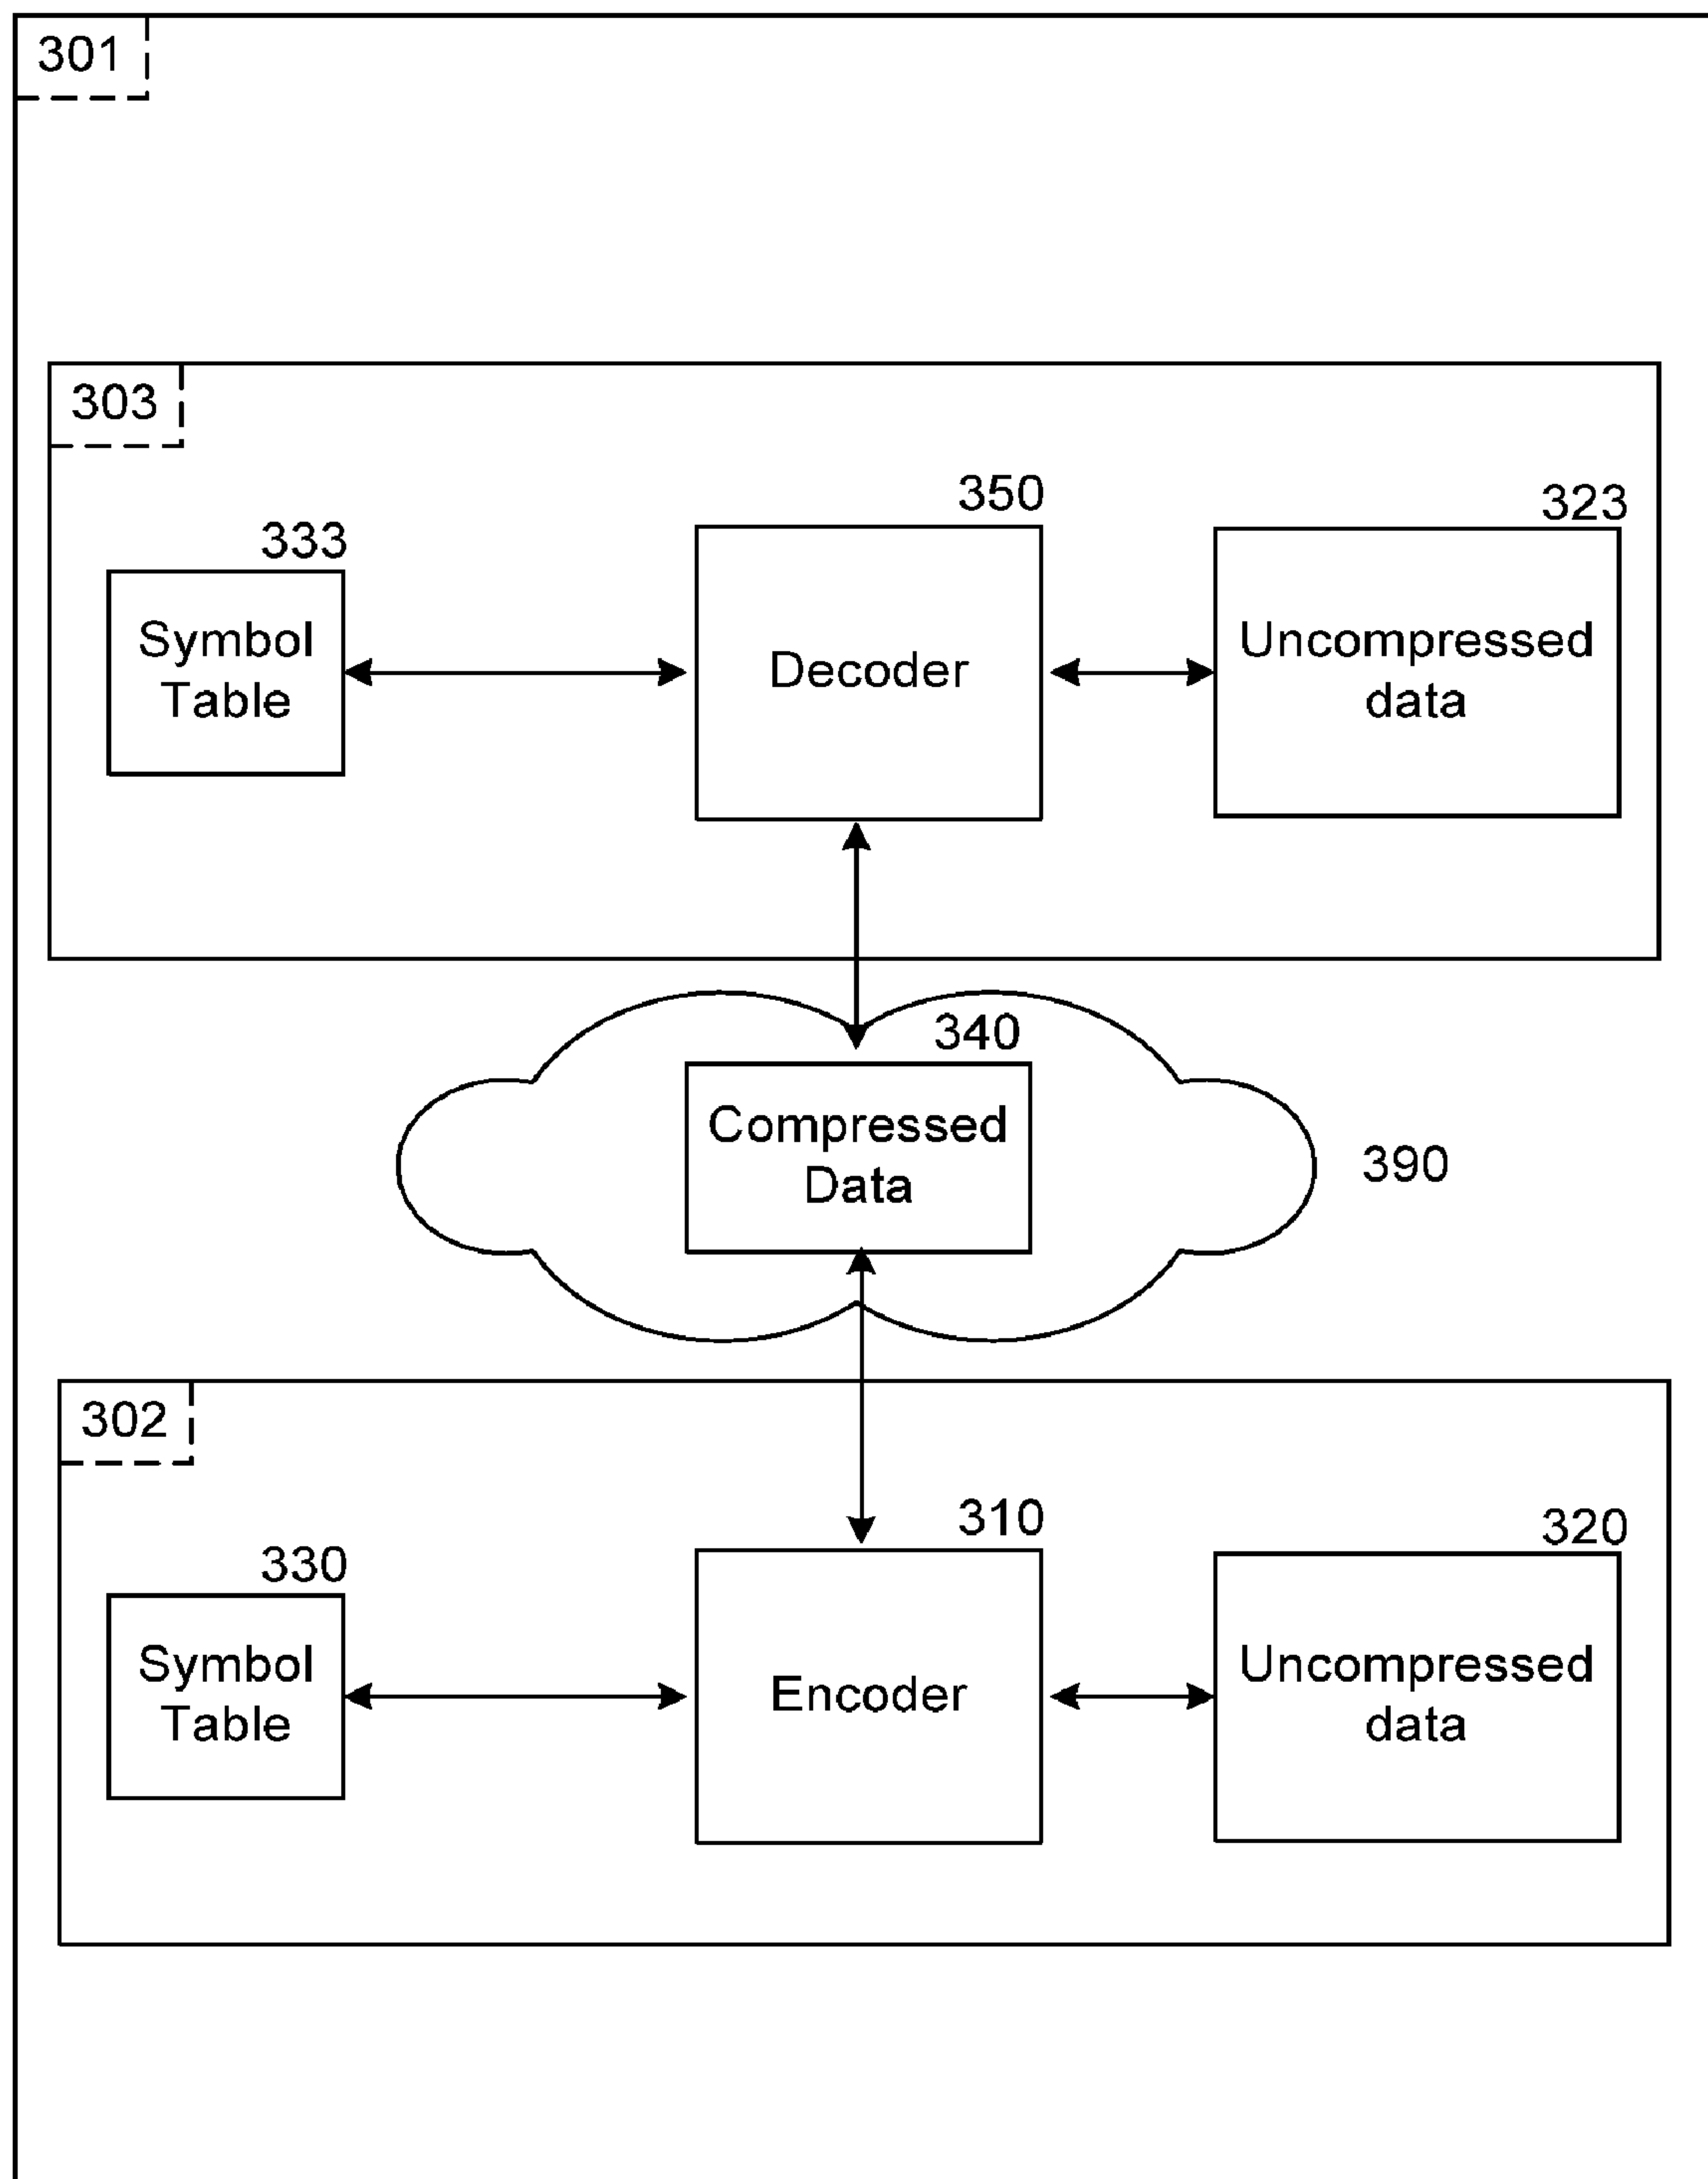 301
303
350
323
333
Symbol
Table
Decoder
Uncompressed
data
340
Compressed
Data
390
302
310
320
330
Symbol
Table
Encoder
Uncompressed
data